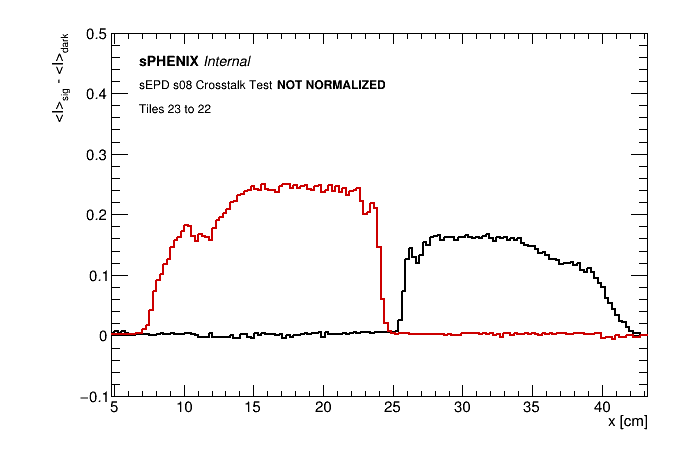 0.5
0.4
0.3
0.2
0.1
0
−0.1
<I>sig - <I>dark
sPHENIX Internal
sEPD s08 Crosstalk Test NOT NORMALIZED
Tiles 23 to 22
5 10 15 20 25 30 35 40
x [cm]